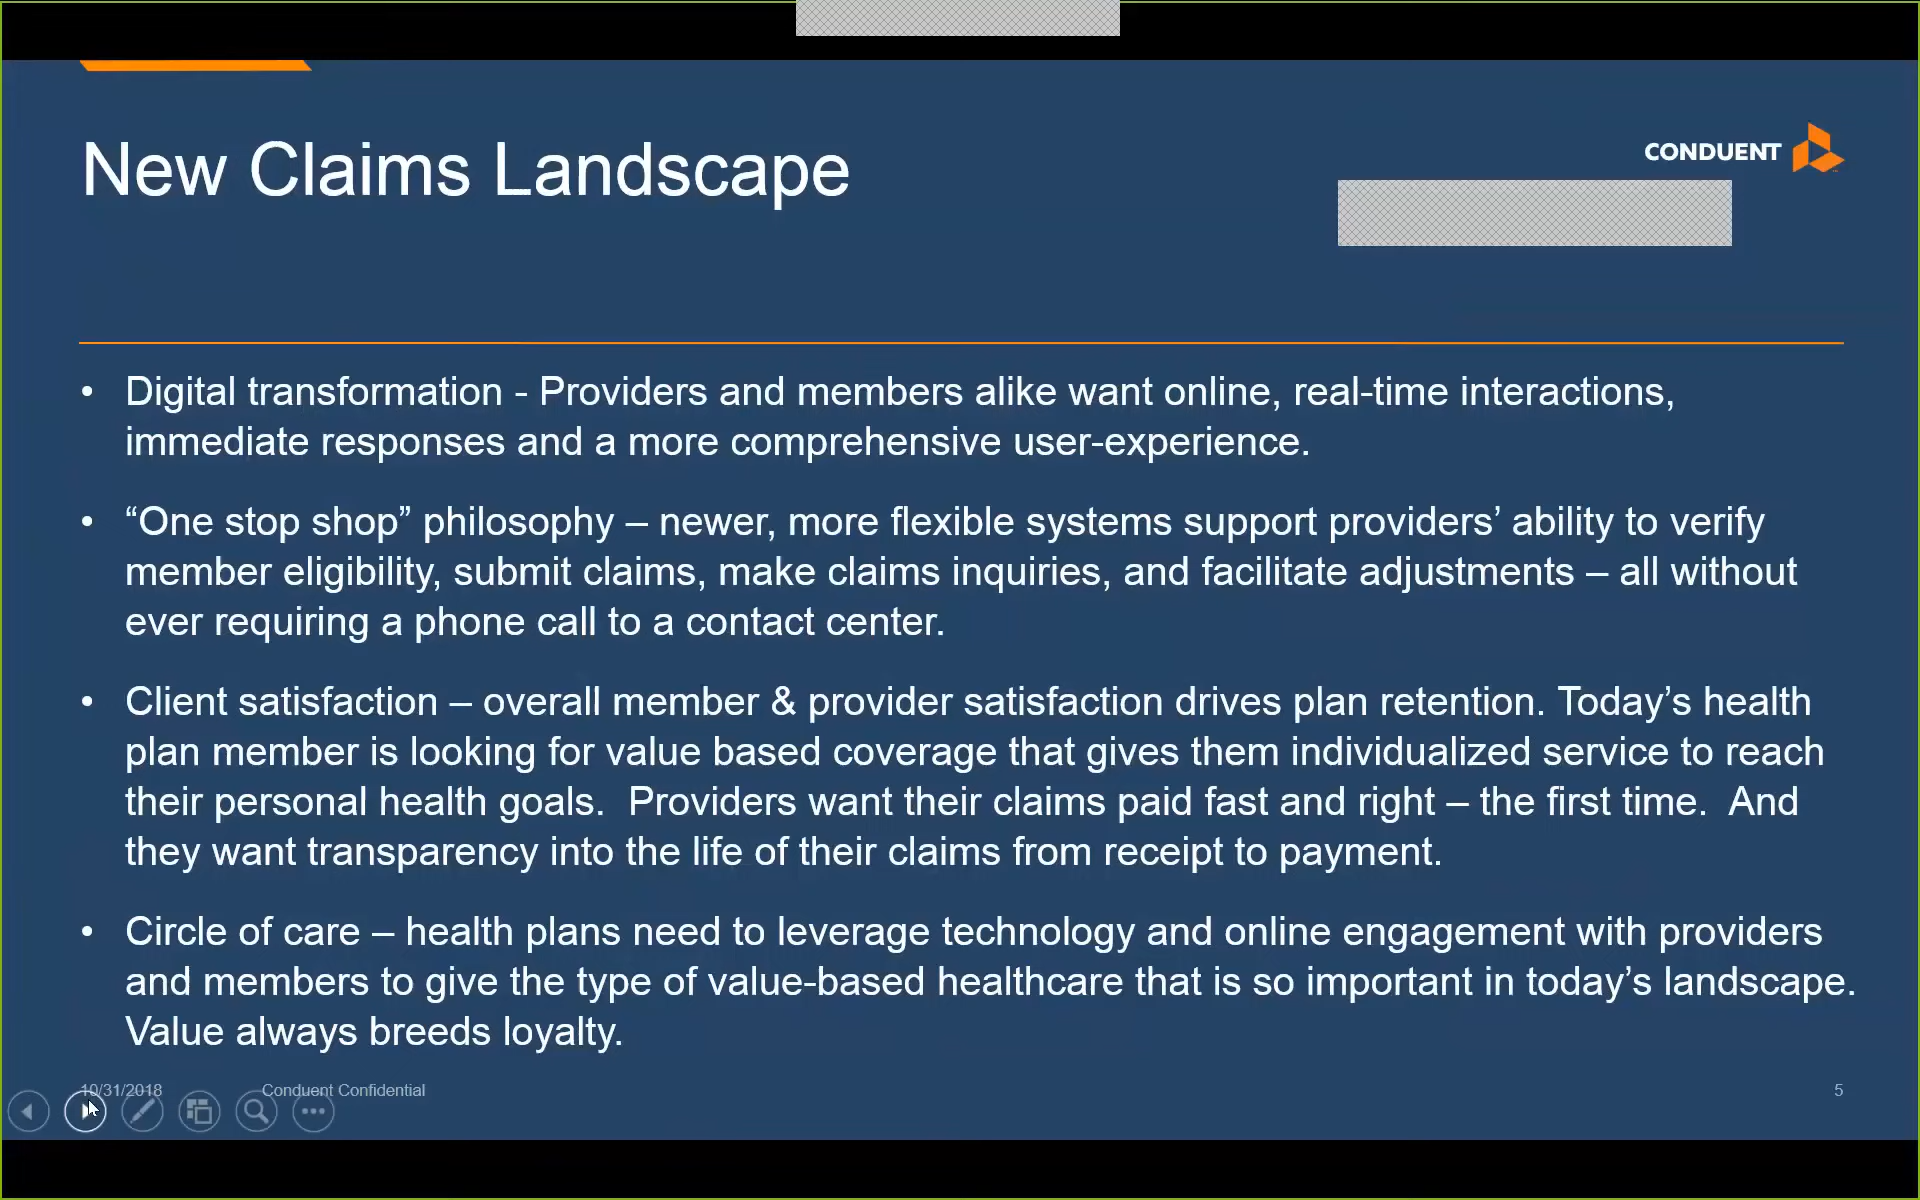 New Claims Landscape
CONDUENT
• Digital transformation - Providers and members alike want online, real-time interactions,
immediate responses and a more comprehensive user-experience.
• “One stop shop” philosophy – newer, more flexible systems support providers’ ability to verify
member eligibility, submit claims, make claims inquiries, and facilitate adjustments – all without
ever requiring a phone call to a contact center.
• Client satisfaction – overall member & provider satisfaction drives plan retention. Today’s health
plan member is looking for value based coverage that gives them individualized service to reach
their personal health goals.  Providers want their claims paid fast and right – the first time.  And
they want transparency into the life of their claims from receipt to payment.
• Circle of care – health plans need to leverage technology and online engagement with providers
and members to give the type of value-based healthcare that is so important in today’s landscape.
Value always breeds loyalty.
10/31/2018
Conduent Confidential
5